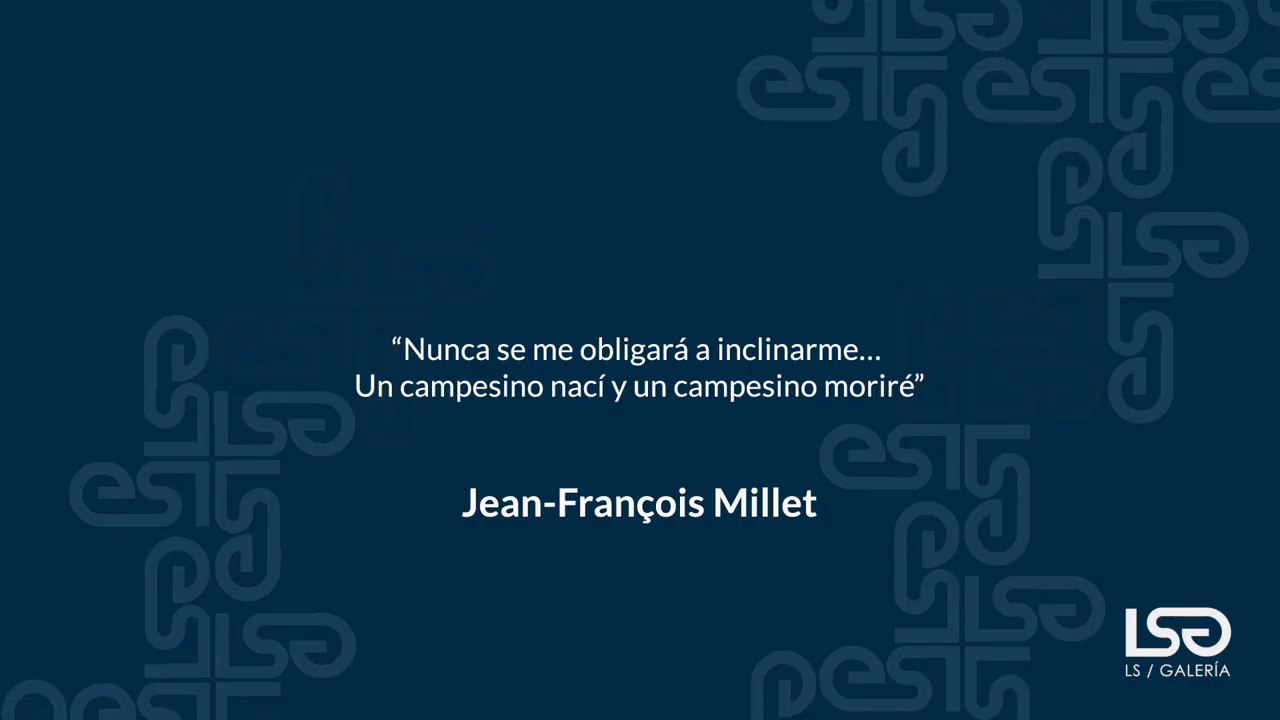 “Nunca se me obligará a inclinarme...
Un campesino nací y un campesino moriré”
Jean-François Millet
LSG
LS / GALERÍA